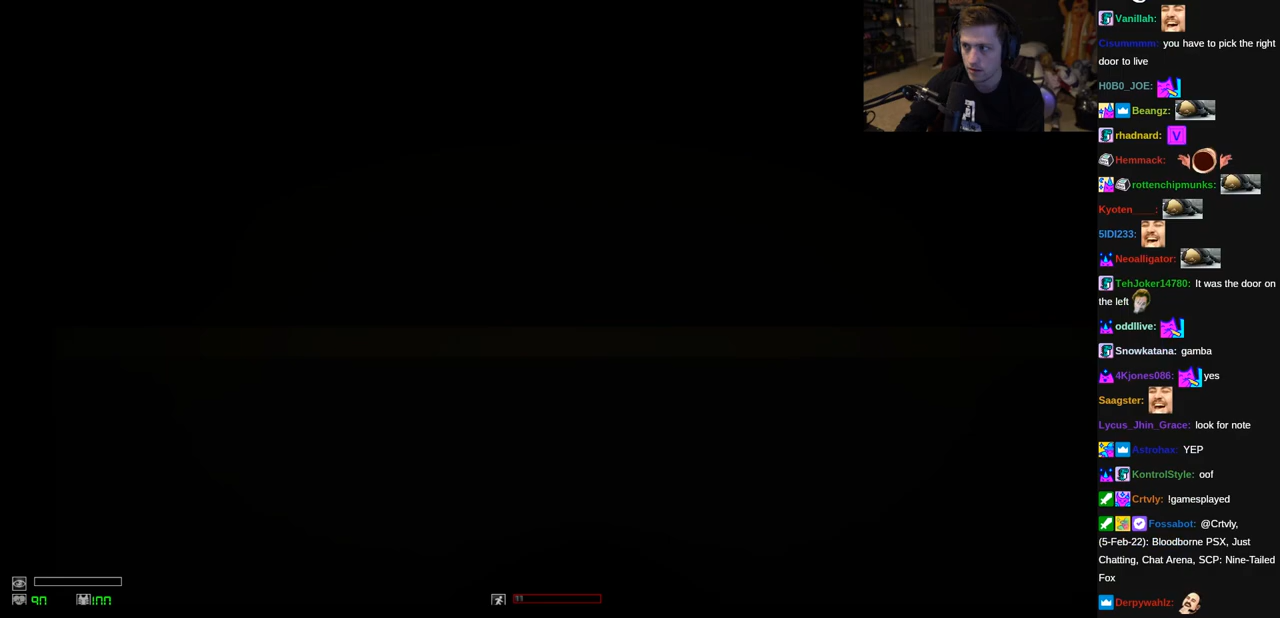 Vanillah:
Cisummmm: you have to pick the right
door to live
H0B0_JOE:
Beangz:
rhadnard: V
Hemmack:
rottenchipmunks:
Kyoten____:
5IDI233:
Neoalligator:
TehJoker14780: It was the door on
the left
oddllive:
Snowkatana: gamba
4Kjones086: yes
Saagster:
Lycus_Jhin_Grace: look for note
Astrohax: YEP
KontrolStyle: oof
Crtvly: !gamesplayed
Fossabot: @Crtvly,
(5-Feb-22): Bloodborne PSX, Just
Chatting, Chat Arena, SCP: Nine-Tailed
Fox
Derpywahlz:
100